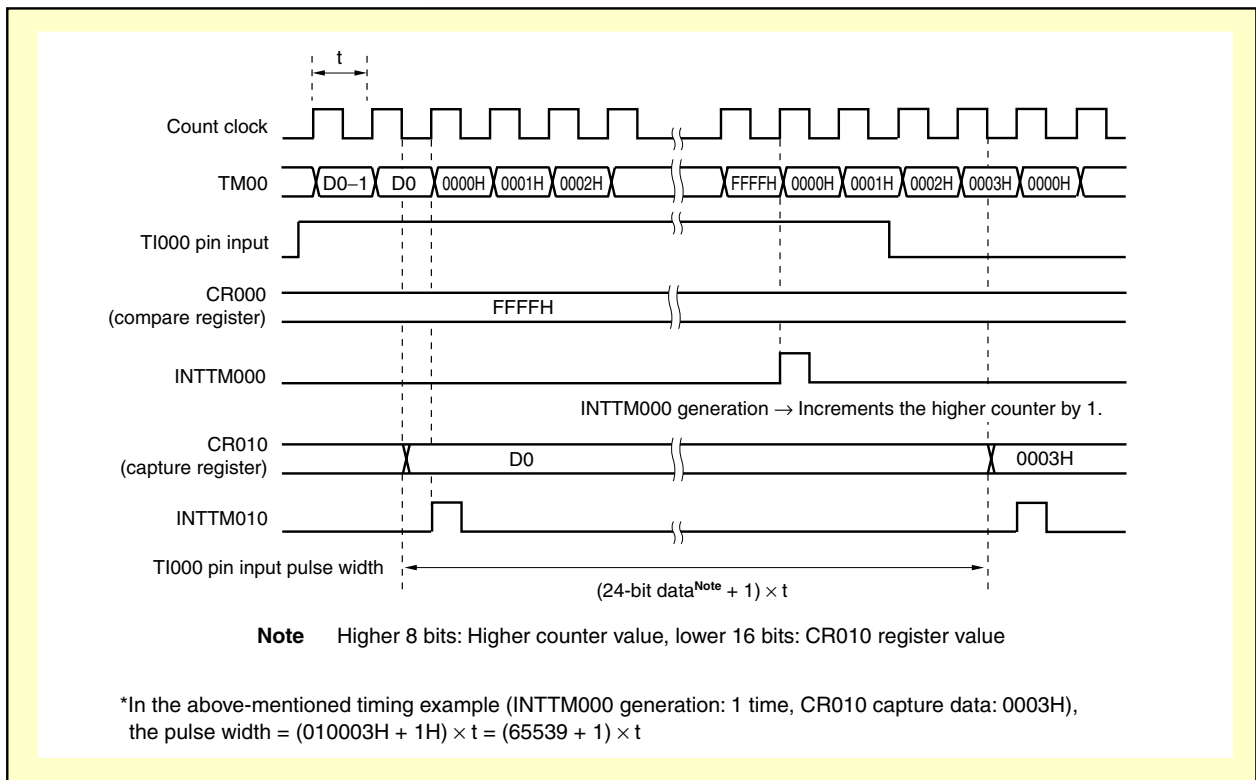 t
Count clock
TM00 D0–1 D0 0000H 0001H 0002H FFFFH 0000H 0001H 0002H 0003H 0000H
TI000 pin input
CR000
(compare register)
FFFFH
INTTM000
INTTM000 generation → Increments the higher counter by 1.
CR010
(capture register)
D0 0003H
INTTM010
TI000 pin input pulse width
(24-bit dataNote + 1) × t
Note Higher 8 bits: Higher counter value, lower 16 bits: CR010 register value
*In the above-mentioned timing example (INTTM000 generation: 1 time, CR010 capture data: 0003H),
the pulse width = (010003H + 1H) × t = (65539 + 1) × t